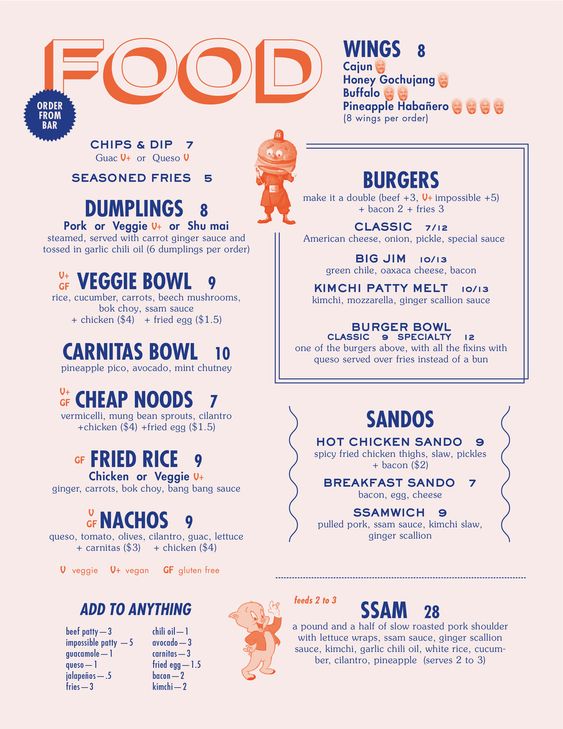 FOOD
ORDER
FROM
BAR
CHIPS & DIP 7
Guac V+ or Queso V
SEASONED FRIES 5
DUMPLINGS 8
Pork or Veggie V+ or Shu mai
steamed, served with carrot ginger sauce and
tossed in garlic chili oil (6 dumplings per order)
V+
GF VEGGIE BOWL 9
rice, cucumber, carrots, beech mushrooms,
bok choy, ssam sauce
+ chicken ($4) + fried egg ($1.5)
CARNITAS BOWL 10
pineapple pico, avocado, mint chutney
V+
GF CHEAP NOODS 7
vermicelli, mung bean sprouts, cilantro
+chicken ($4) +fried egg ($1.5)
GF FRIED RICE 9
Chicken or Veggie V+
ginger, carrots, bok choy, bang bang sauce
V
GF NACHOS 9
queso, tomato, olives, cilantro, guac, lettuce
+ carnitas ($3) + chicken ($4)
V veggie V+ vegan GF gluten free
ADD TO ANYTHING
beef patty—3
impossible patty —5
guacamole—1
queso—1
jalapeños—.5
fries—3
chili oil—1
avocado—3
carnitas—3
fried egg—1.5
bacon—2
kimchi—2
WINGS 8
Cajun
Honey Gochujang
Buffalo
Pineapple Habañero
(8 wings per order)
BURGERS
make it a double (beef +3, V+ impossible +5)
+ bacon 2 + fries 3
CLASSIC 7/12
American cheese, onion, pickle, special sauce
BIG JIM 10/13
green chile, oaxaca cheese, bacon
KIMCHI PATTY MELT 10/13
kimchi, mozzarella, ginger scallion sauce
BURGER BOWL
CLASSIC 9 SPECIALTY 12
one of the burgers above, with all the fixins with
queso served over fries instead of a bun
SANDOS
HOT CHICKEN SANDO 9
spicy fried chicken thighs, slaw, pickles
+ bacon ($2)
BREAKFAST SANDO 7
bacon, egg, cheese
SSAMWICH 9
pulled pork, ssam sauce, kimchi slaw,
ginger scallion
feeds 2 to 3
SSAM 28
a pound and a half of slow roasted pork shoulder
with lettuce wraps, ssam sauce, ginger scallion
sauce, kimchi, garlic chili oil, white rice, cucum-
ber, cilantro, pineapple (serves 2 to 3)